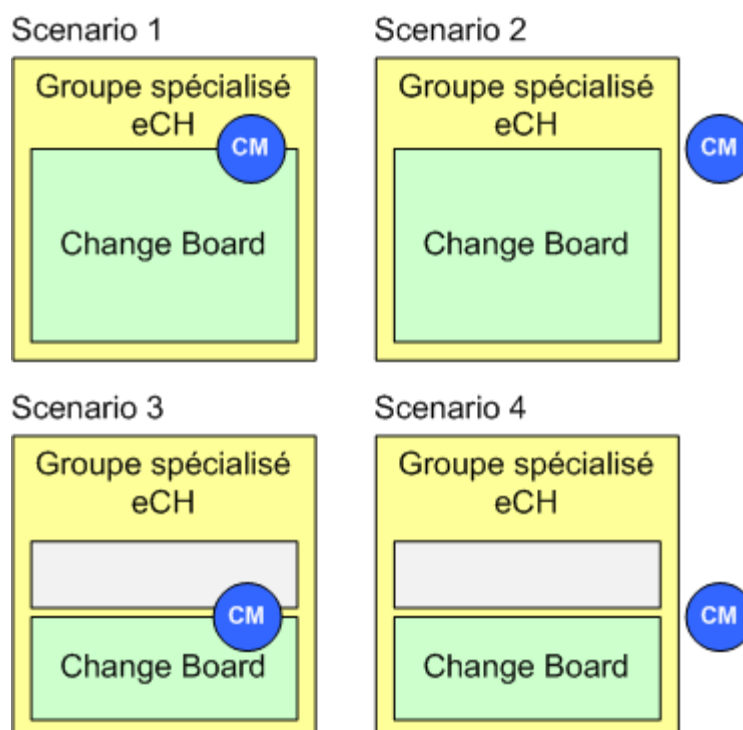 Scenario 1
Groupe spécialisé
eCH
CM
Change Board
Scenario 2
Groupe spécialisé
eCH
CM
Change Board
Scenario 3
Groupe spécialisé
eCH
CM
Change Board
Scenario 4
Groupe spécialisé
eCH
CM
Change Board